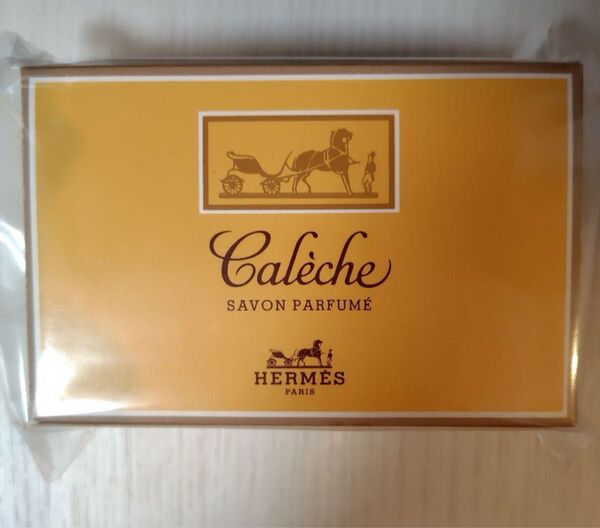 Calèche
SAVON PARFUMÉ
HERMÈS
PARIS